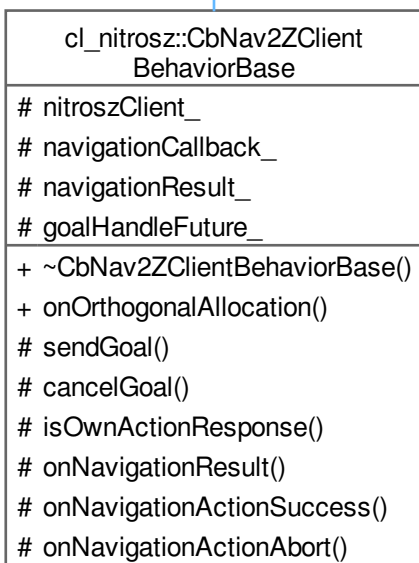 cl_nitrosz::CbNav2ZClient
BehaviorBase
# nitroszClient_
# navigationCallback_
# navigationResult_
# goalHandleFuture_
+ ~CbNav2ZClientBehaviorBase()
+ onOrthogonalAllocation()
# sendGoal()
# cancelGoal()
# isOwnActionResponse()
# onNavigationResult()
# onNavigationActionSuccess()
# onNavigationActionAbort()